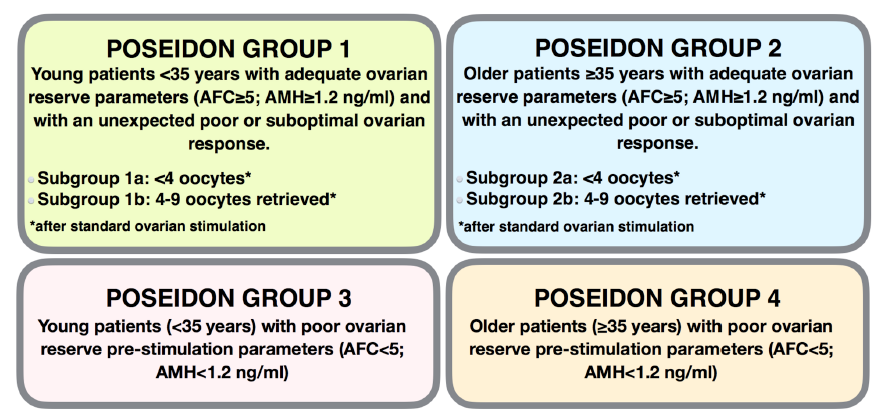 POSEIDON GROUP 1
Young patients <35 years with adequate ovarian
reserve parameters (AFC≥5; AMH≥1.2 ng/ml) and
with an unexpected poor or suboptimal ovarian
response.
Subgroup 1a: <4 oocytes*
Subgroup 1b: 4-9 oocytes retrieved*
*after standard ovarian stimulation
POSEIDON GROUP 2
Older patients ≥35 years with adequate ovarian
reserve parameters (AFC≥5; AMH≥1.2 ng/ml) and
with an unexpected poor or suboptimal ovarian
response.
Subgroup 2a: <4 oocytes*
Subgroup 2b: 4-9 oocytes retrieved*
*after standard ovarian stimulation
POSEIDON GROUP 3
Young patients (<35 years) with poor ovarian
reserve pre-stimulation parameters (AFC<5;
AMH<1.2 ng/ml)
POSEIDON GROUP 4
Older patients (≥35 years) with poor ovarian
reserve pre-stimulation parameters (AFC<5;
AMH<1.2 ng/ml)